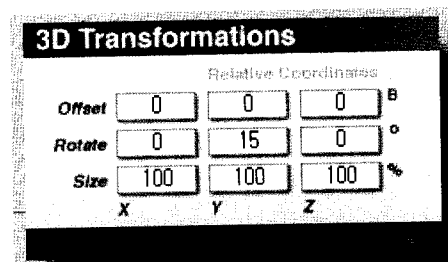 3D Transformations
Relative Coordinates
Offset 0 0 0 B
Rotate 0 15 0 °
Size 100 100 100 %
X Y Z